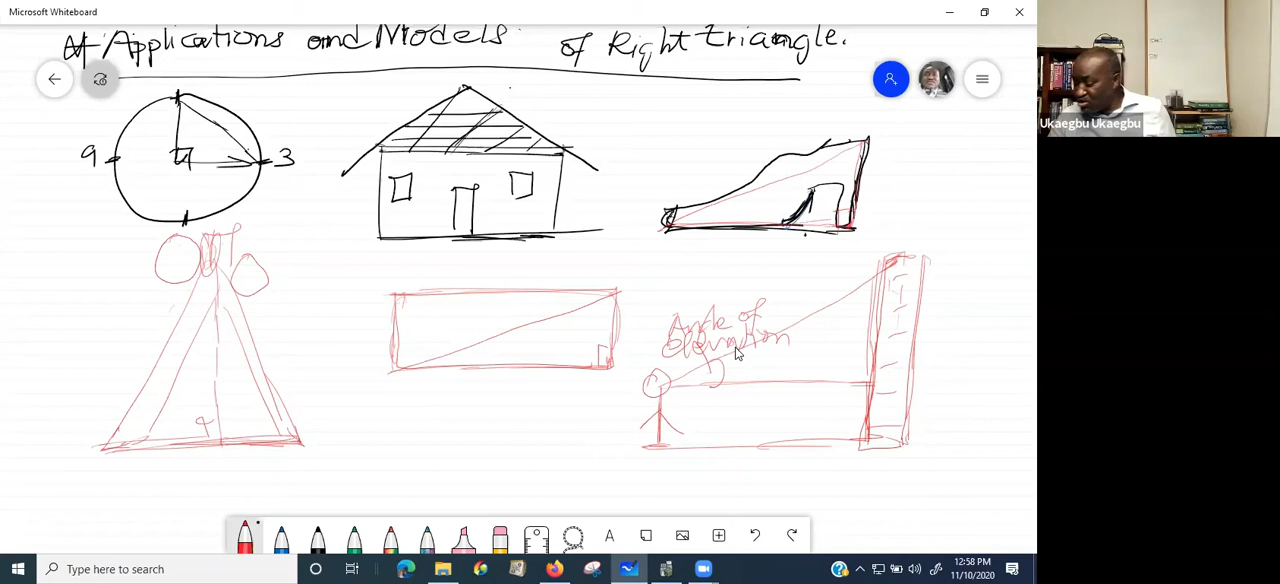 Microsoft Whiteboard
Applications and Models of Right triangle.
Ukaegbu Ukaegbu
9
3
Angle of
elevation
A
Type here to search
12:58 PM
11/10/2020